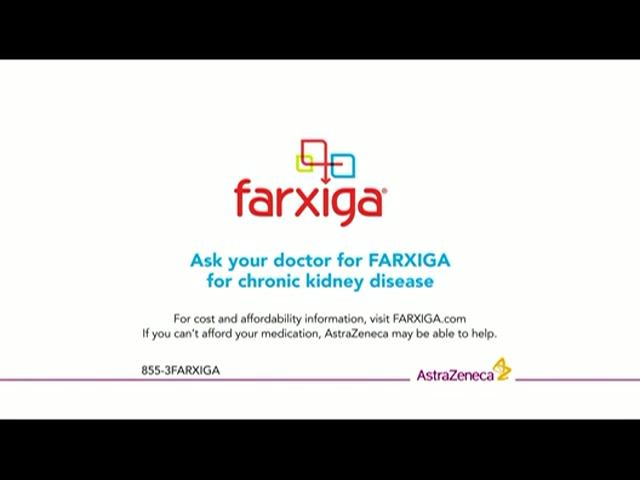 farxiga®
Ask your doctor for FARXIGA
for chronic kidney disease
For cost and affordability information, visit FARXIGA.com
If you can't afford your medication, AstraZeneca may be able to help.
855-3FARXIGA
AstraZeneca